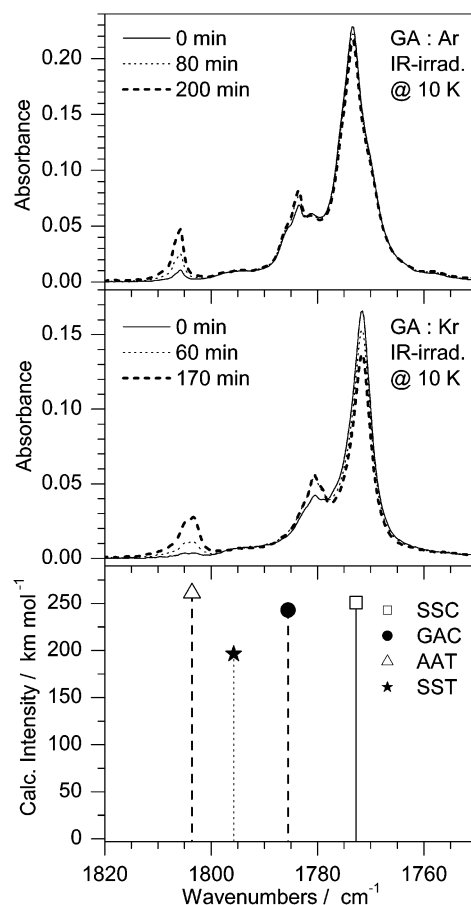 0 min
80 min
200 min
GA : Ar
IR-irrad.
@ 10 K
0.20
0.15
0.10
0.05
0.00
Absorbance
0 min
60 min
170 min
GA : Kr
IR-irrad.
@ 10 K
0.15
0.10
0.05
0.00
Absorbance
SSC
GAC
AAT
SST
250
200
150
100
50
0
Calc. Intensity / km mol⁻¹
1820 1800 1780 1760
Wavenumbers / cm⁻¹